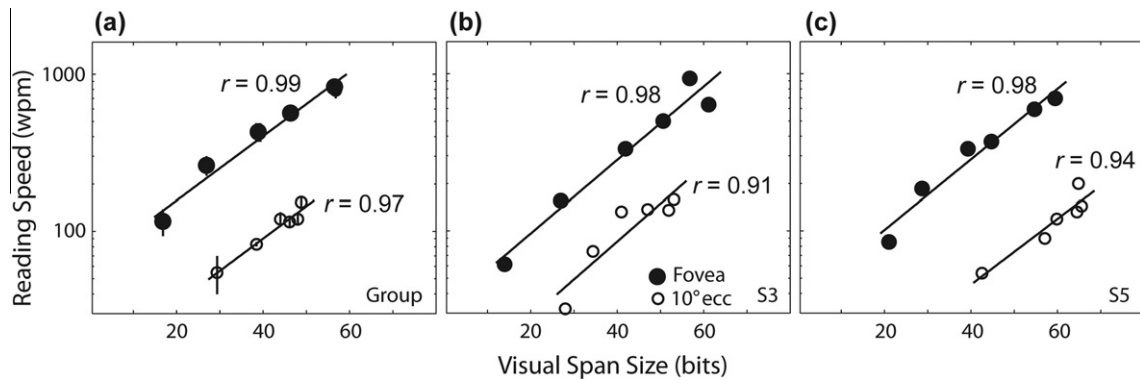 (a)
(b)
(c)
Reading Speed (wpm)
1000
100
r = 0.99
r = 0.97
Group
r = 0.98
r = 0.91
Fovea
10° ecc
S3
r = 0.98
r = 0.94
S5
20 40 60 20 40 60 20 40 60
Visual Span Size (bits)